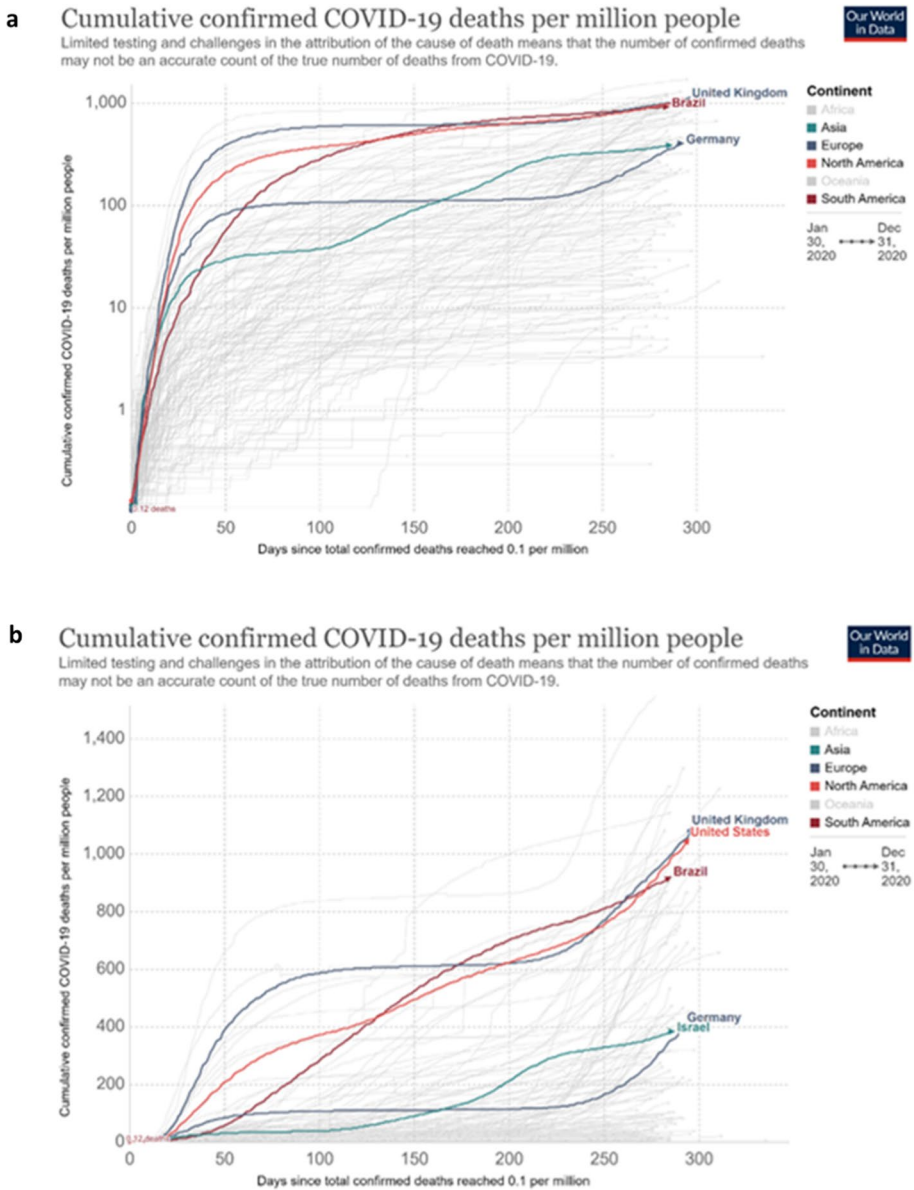 a
Cumulative confirmed COVID-19 deaths per million people
Our World
in Data
Limited testing and challenges in the attribution of the cause of death means that the number of confirmed deaths
may not be an accurate count of the true number of deaths from COVID-19.
Cumulative confirmed COVID-19 deaths per million people
1,000
100
10
1
United Kingdom
Brazil
Germany
0.12 deaths
0 50 100 150 200 250 300
Days since total confirmed deaths reached 0.1 per million
Continent
Africa
Asia
Europe
North America
Oceania
South America
Jan Dec
30, 31,
2020 2020
b
Cumulative confirmed COVID-19 deaths per million people
Our World
in Data
Limited testing and challenges in the attribution of the cause of death means that the number of confirmed deaths
may not be an accurate count of the true number of deaths from COVID-19.
Cumulative confirmed COVID-19 deaths per million people
1,400
1,200
1,000
800
600
400
200
0
United Kingdom
United States
Brazil
Germany
Israel
0.12 deaths
0 50 100 150 200 250 300
Days since total confirmed deaths reached 0.1 per million
Continent
Africa
Asia
Europe
North America
Oceania
South America
Jan Dec
30, 31,
2020 2020